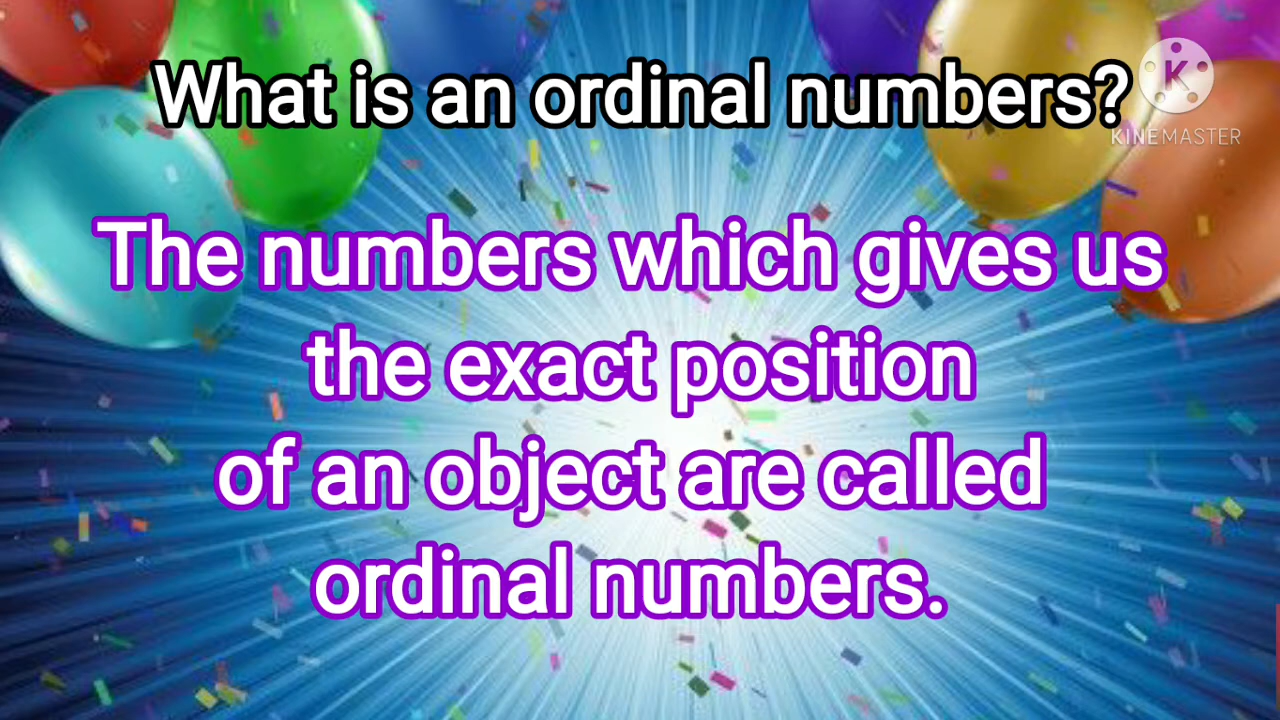 What is an ordinal numbers?
K
KINEMASTER
The numbers which gives us
the exact position
of an object are called
ordinal numbers.